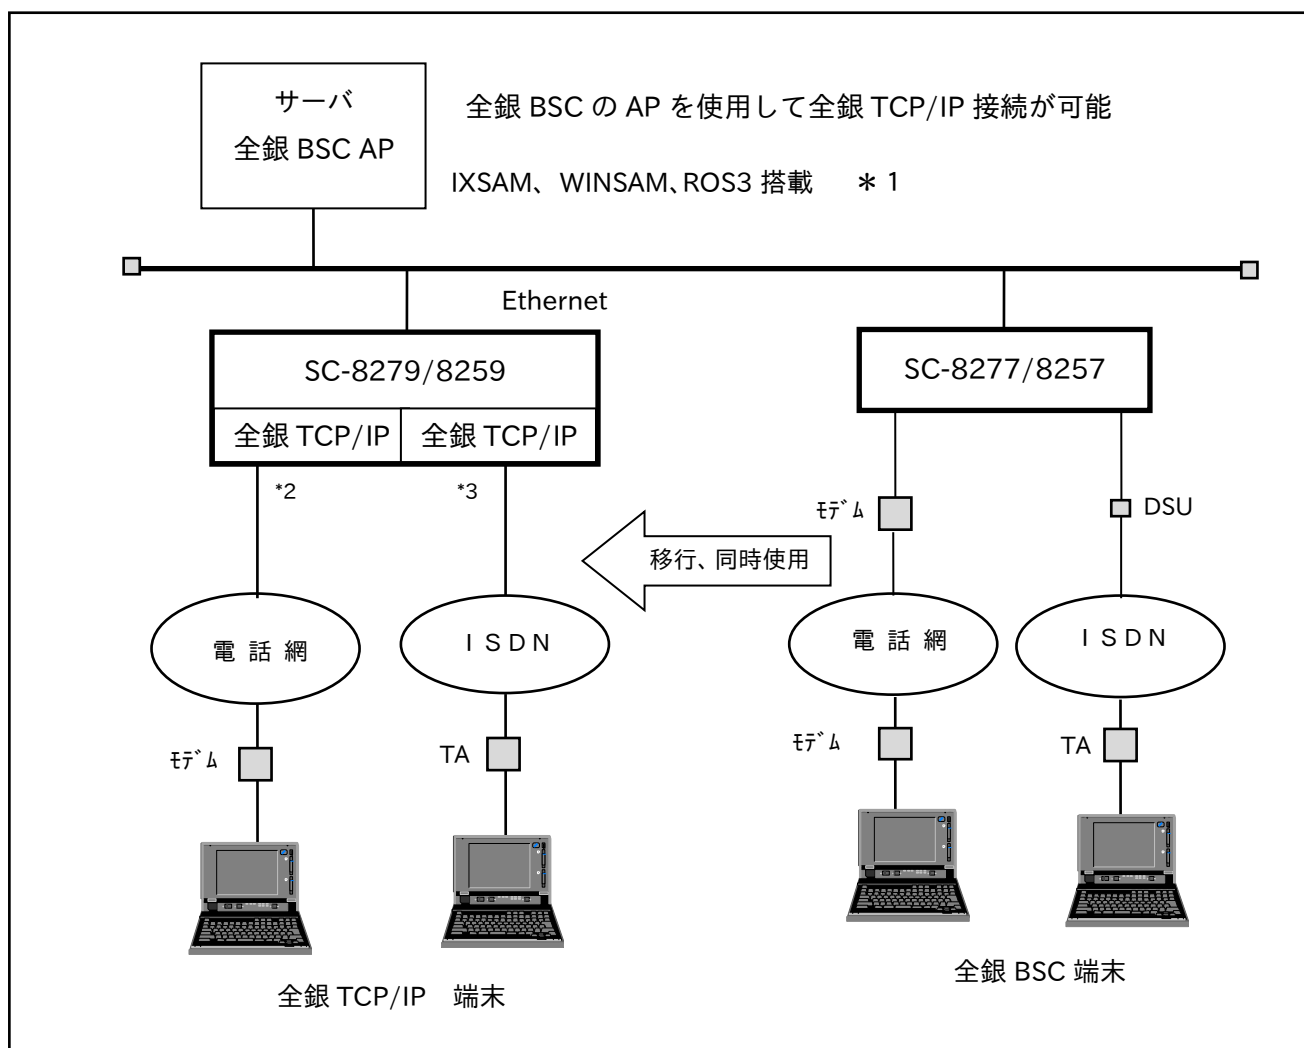 サーバ
全銀 BSC AP
全銀 BSC の AP を使用して全銀 TCP/IP 接続が可能
IXSAM、WINSAM、ROS3 搭載　＊1
Ethernet
SC-8279/8259
全銀 TCP/IP
全銀 TCP/IP
SC-8277/8257
*2
*3
ﾓﾃﾞﾑ
DSU
移行、同時使用
電 話 網
ＩＳＤＮ
電 話 網
ＩＳＤＮ
ﾓﾃﾞﾑ
TA
ﾓﾃﾞﾑ
TA
全銀 TCP/IP　端末
全銀 BSC 端末